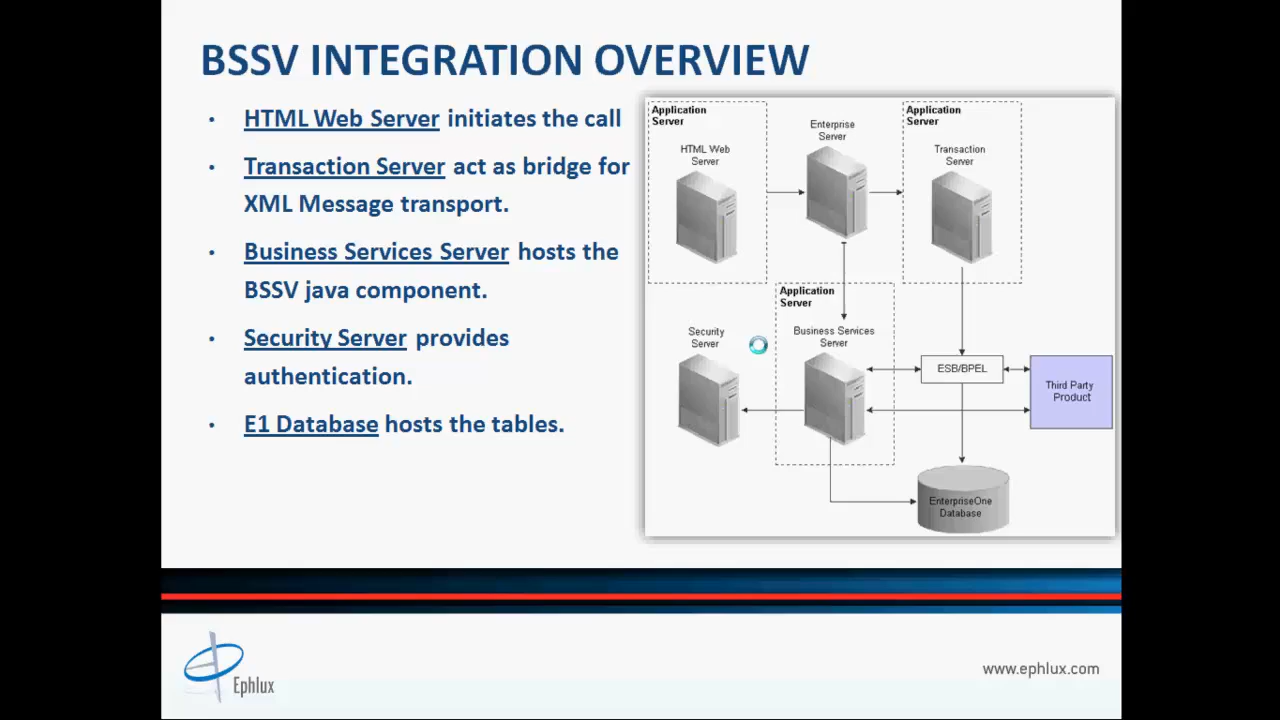 BSSV INTEGRATION OVERVIEW
• HTML Web Server initiates the call
• Transaction Server act as bridge for
XML Message transport.
• Business Services Server hosts the
BSSV java component.
• Security Server provides
authentication.
• E1 Database hosts the tables.
Application
Server
HTML Web
Server
Enterprise
Server
Application
Server
Transaction
Server
Application
Server
Security
Server
Business Services
Server
ESB/BPEL
Third Party
Product
EnterpriseOne
Database
Ephlux
www.ephlux.com